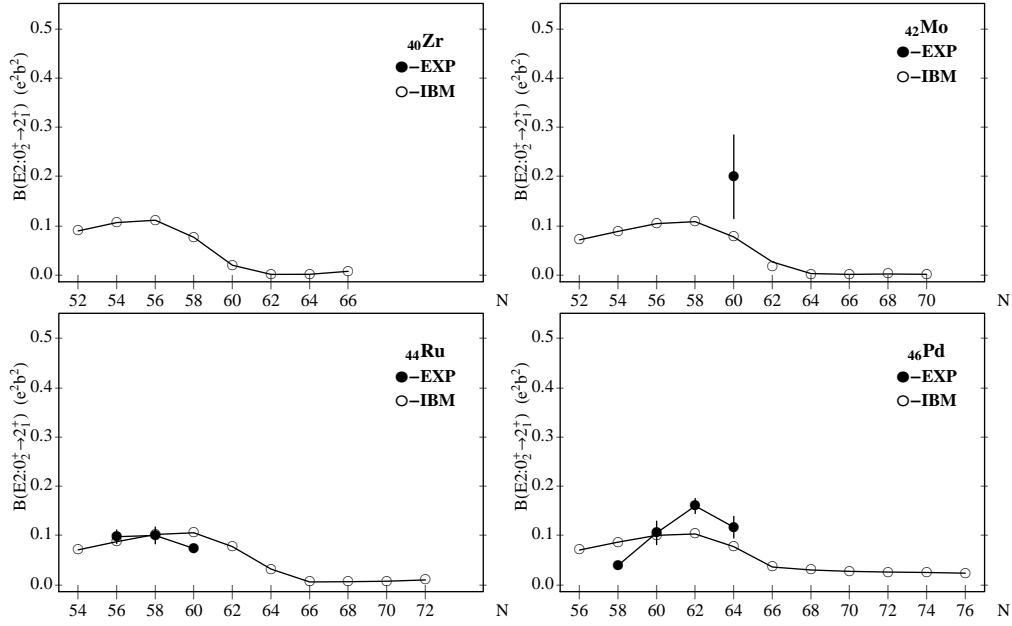 B(E2:0₂⁺→2₁⁺) (e²b²)
0.5
0.4
0.3
0.2
0.1
0.0
₄₀Zr
●–EXP
○–IBM
52 54 56 58 60 62 64 66 N
B(E2:0₂⁺→2₁⁺) (e²b²)
0.5
0.4
0.3
0.2
0.1
0.0
₄₂Mo
●–EXP
○–IBM
52 54 56 58 60 62 64 66 68 70 N
B(E2:0₂⁺→2₁⁺) (e²b²)
0.5
0.4
0.3
0.2
0.1
0.0
₄₄Ru
●–EXP
○–IBM
54 56 58 60 62 64 66 68 70 72 N
B(E2:0₂⁺→2₁⁺) (e²b²)
0.5
0.4
0.3
0.2
0.1
0.0
₄₆Pd
●–EXP
○–IBM
56 58 60 62 64 66 68 70 72 74 76 N